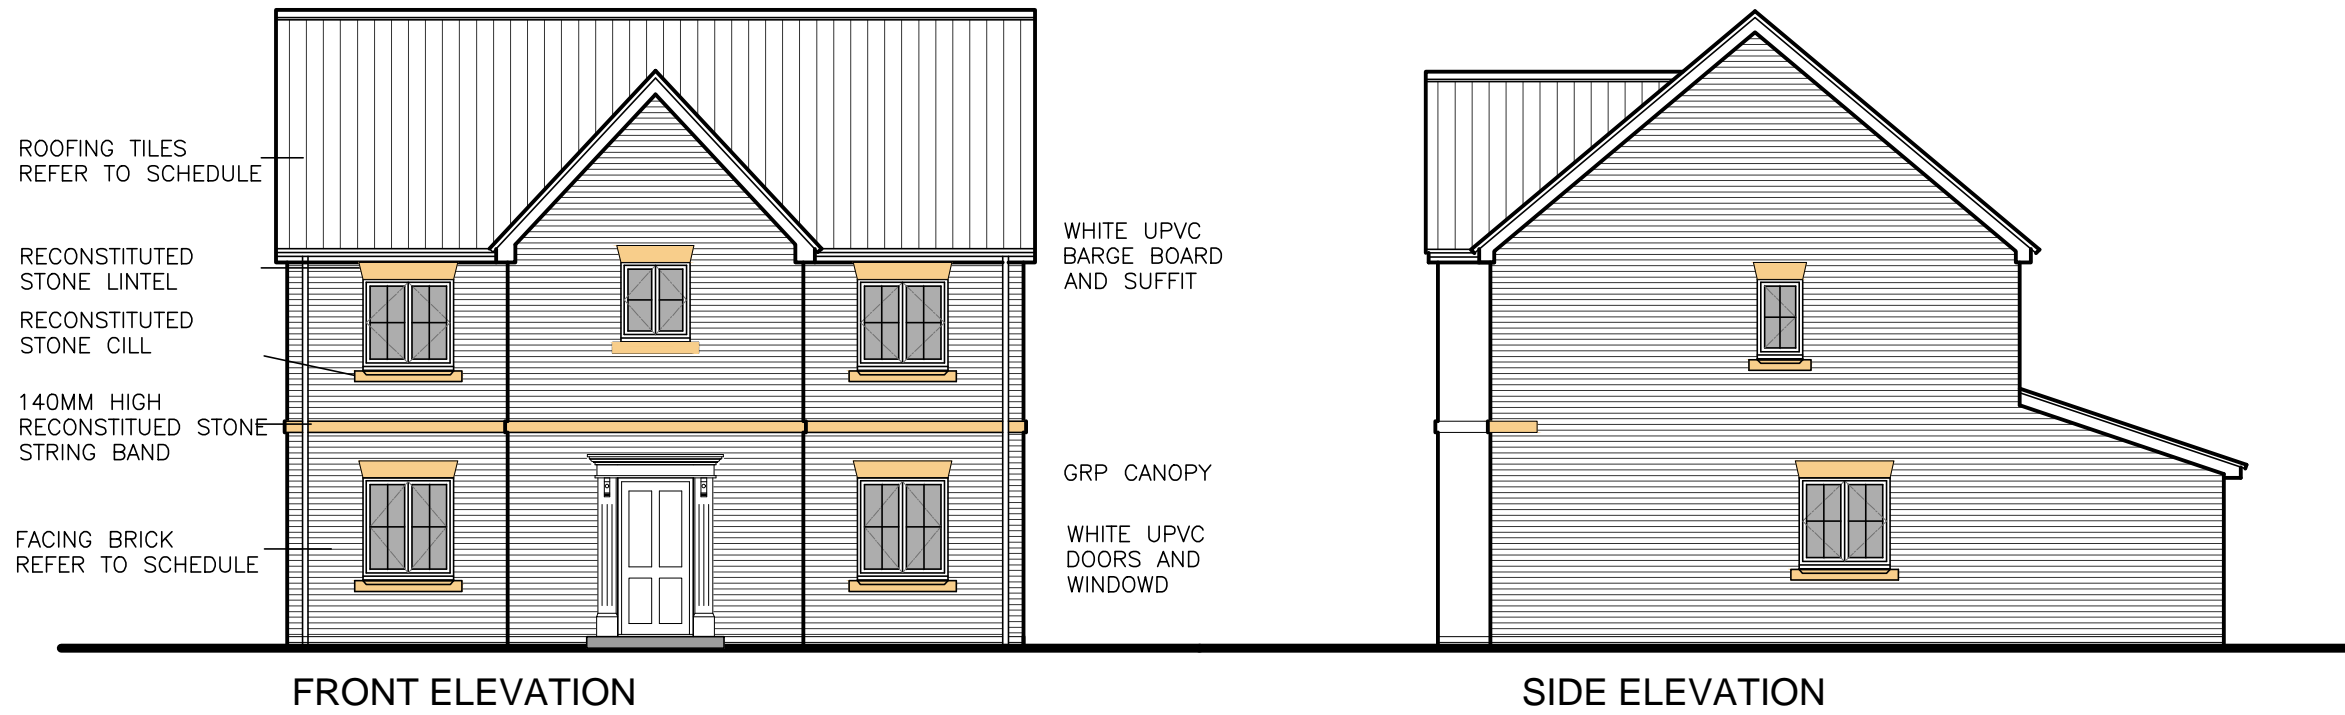 ROOFING TILES
REFER TO SCHEDULE
RECONSTITUTED
STONE LINTEL
RECONSTITUTED
STONE CILL
140MM HIGH
RECONSTITUED STONE
STRING BAND
FACING BRICK
REFER TO SCHEDULE
WHITE UPVC
BARGE BOARD
AND SUFFIT
GRP CANOPY
WHITE UPVC
DOORS AND
WINDOWD
FRONT ELEVATION
SIDE ELEVATION